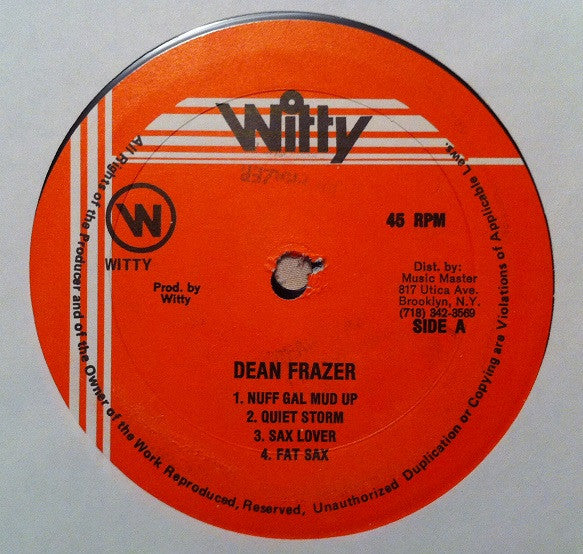 Witty
W
WITTY
45 RPM
Prod. by
Witty
Dist. by:
Music Master
817 Utica Ave.
Brooklyn, N.Y.
(718) 342-3569
SIDE A
DEAN FRAZER
1. NUFF GAL MUD UP
2. QUIET STORM
3. SAX LOVER
4. FAT SAX
All Rights of the Producer and of the Owner of the Work Reproduced, Reserved, Unauthorized Duplication or Copying are Violations of Applicable Laws.